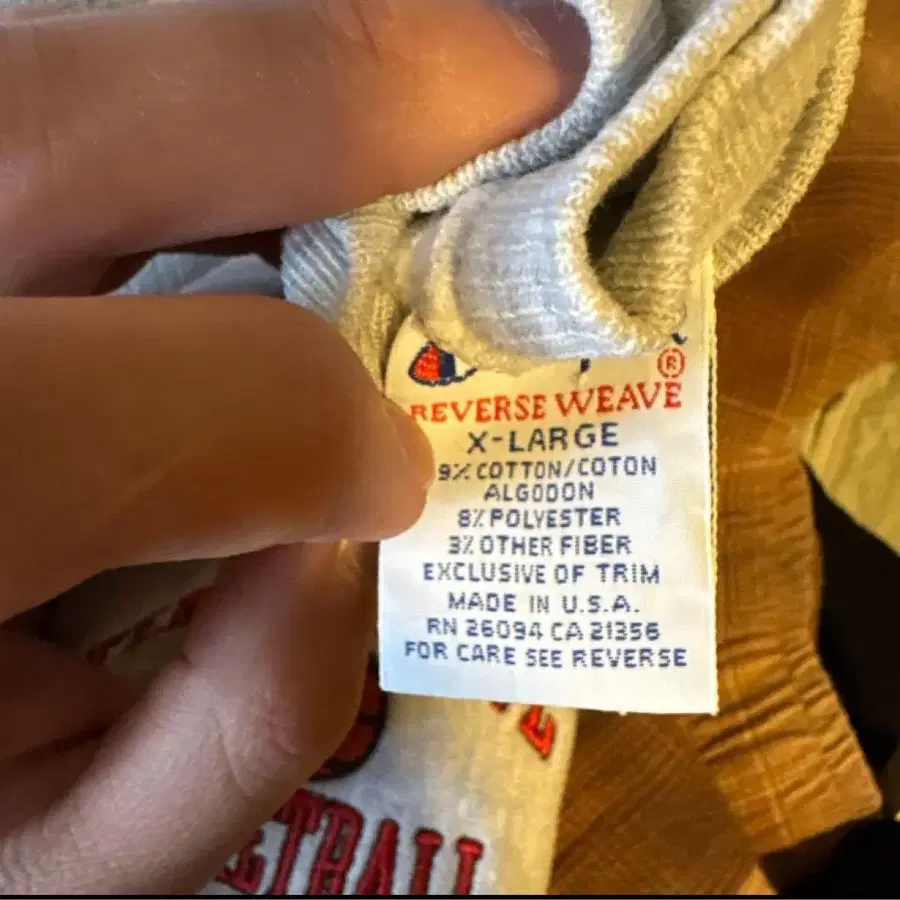 ®
REVERSE WEAVE
X-LARGE
9% COTTON/COTON
ALGODON
8% POLYESTER
3% OTHER FIBER
EXCLUSIVE OF TRIM
MADE IN U.S.A.
RN 26094 CA 21356
FOR CARE SEE REVERSE
ETBALL